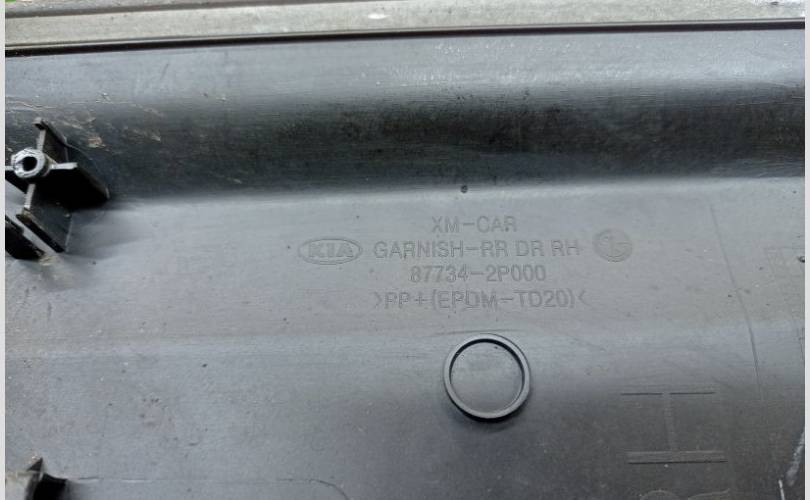 XM-CAR
KIA GARNISH-RR DR RH
87734-2P000
>PP+(EPDM-TD20)<